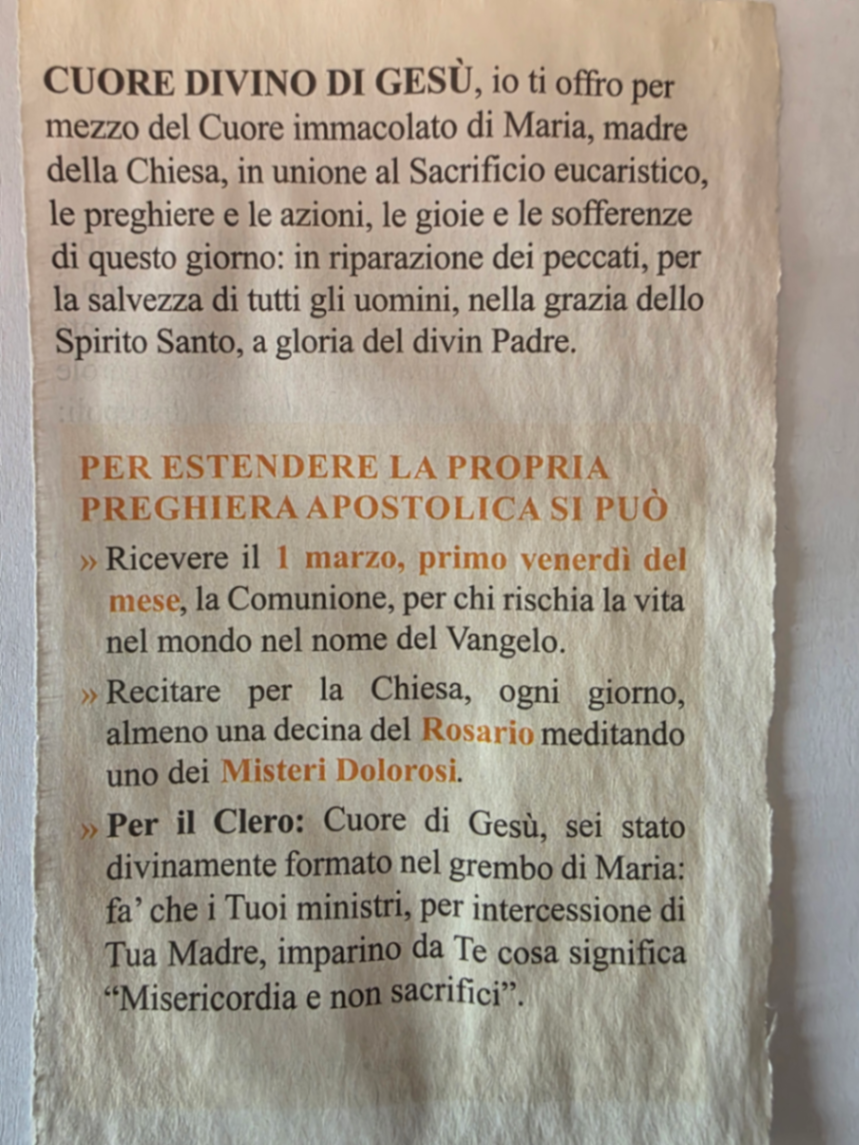 CUORE DIVINO DI GESÙ, io ti offro per
mezzo del Cuore immacolato di Maria, madre
della Chiesa, in unione al Sacrificio eucaristico,
le preghiere e le azioni, le gioie e le sofferenze
di questo giorno: in riparazione dei peccati, per
la salvezza di tutti gli uomini, nella grazia dello
Spirito Santo, a gloria del divin Padre.
PER ESTENDERE LA PROPRIA
PREGHIERA APOSTOLICA SI PUÒ
» Ricevere il 1 marzo, primo venerdì del
mese, la Comunione, per chi rischia la vita
nel mondo nel nome del Vangelo.
» Recitare per la Chiesa, ogni giorno,
almeno una decina del Rosario meditando
uno dei Misteri Dolorosi.
» Per il Clero: Cuore di Gesù, sei stato
divinamente formato nel grembo di Maria:
fa’ che i Tuoi ministri, per intercessione di
Tua Madre, imparino da Te cosa significa
“Misericordia e non sacrifici”.